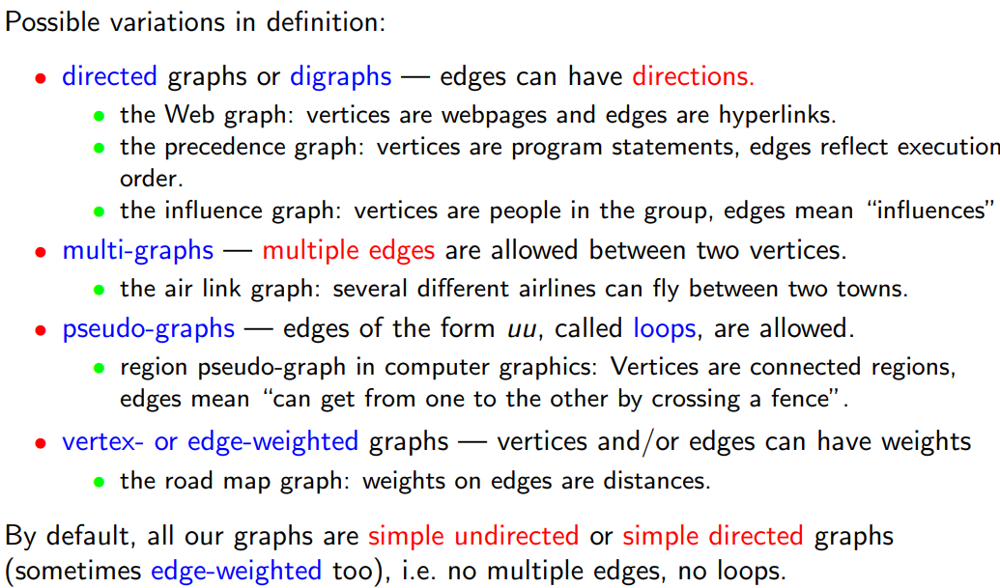 Possible variations in definition:
• directed graphs or digraphs — edges can have directions.
• the Web graph: vertices are webpages and edges are hyperlinks.
• the precedence graph: vertices are program statements, edges reflect execution
order.
• the influence graph: vertices are people in the group, edges mean “influences”
• multi-graphs — multiple edges are allowed between two vertices.
• the air link graph: several different airlines can fly between two towns.
• pseudo-graphs — edges of the form uu, called loops, are allowed.
• region pseudo-graph in computer graphics: Vertices are connected regions,
edges mean “can get from one to the other by crossing a fence”.
• vertex- or edge-weighted graphs — vertices and/or edges can have weights
• the road map graph: weights on edges are distances.
By default, all our graphs are simple undirected or simple directed graphs
(sometimes edge-weighted too), i.e. no multiple edges, no loops.